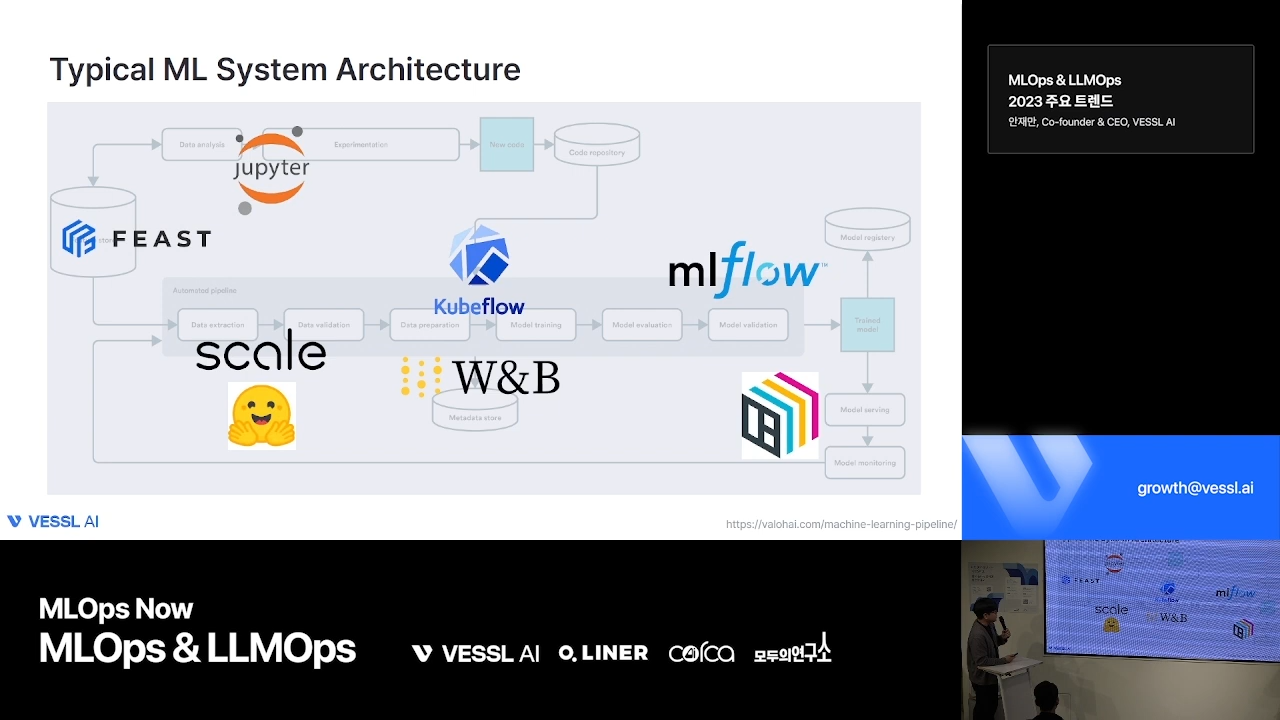 Typical ML System Architecture
Data analysis
Experimentation
New code
Code repository
jupyter
FEAST
Kubeflow
mlflow™
Model registery
Automated pipeline
Data extraction
Data validation
Data preparation
Model training
Model evaluation
Model validation
Trained
model
scale
W&B
Metadata store
Model serving
Model monitoring
VESSL AI
https://valohai.com/machine-learning-pipeline/
MLOps & LLMOps
2023 주요 트렌드
안재만, Co-founder & CEO, VESSL AI
growth@vessl.ai
MLOps Now
MLOps & LLMOps
VESSL AI
LINER
corca
모두의연구소
FEAST
mlflow
scale
W&B